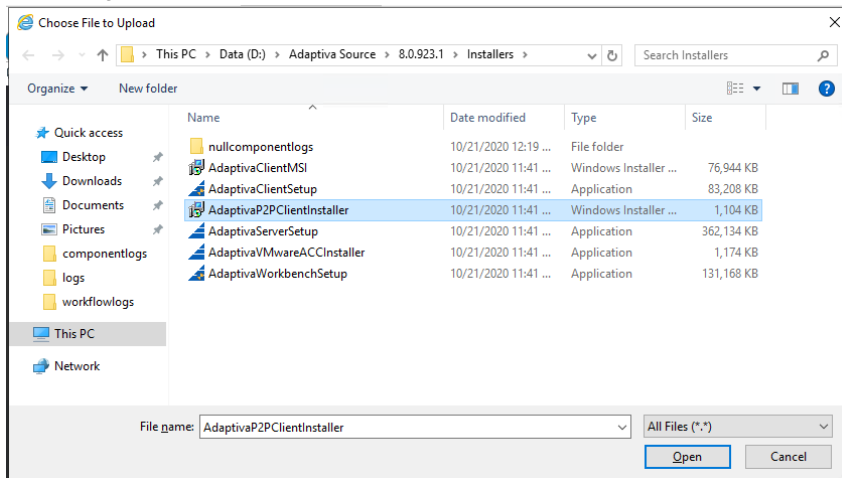 Choose File to Upload
This PC > Data (D:) > Adaptiva Source > 8.0.923.1 > Installers >
Search Installers
Organize
New folder
Name Date modified Type Size
Quick access
Desktop
Downloads
Documents
Pictures
componentlogs
logs
workflowlogs
This PC
Network
nullcomponentlogs 10/21/2020 12:19 ... File folder
AdaptivaClientMSI 10/21/2020 11:41 ... Windows Installer ... 76,944 KB
AdaptivaClientSetup 10/21/2020 11:41 ... Application 83,208 KB
AdaptivaP2PClientInstaller 10/21/2020 11:41 ... Windows Installer ... 1,104 KB
AdaptivaServerSetup 10/21/2020 11:41 ... Application 362,134 KB
AdaptivaVMwareACCInstaller 10/21/2020 11:41 ... Application 1,174 KB
AdaptivaWorkbenchSetup 10/21/2020 11:41 ... Application 131,168 KB
File name: AdaptivaP2PClientInstaller
All Files (*.*)
Open
Cancel